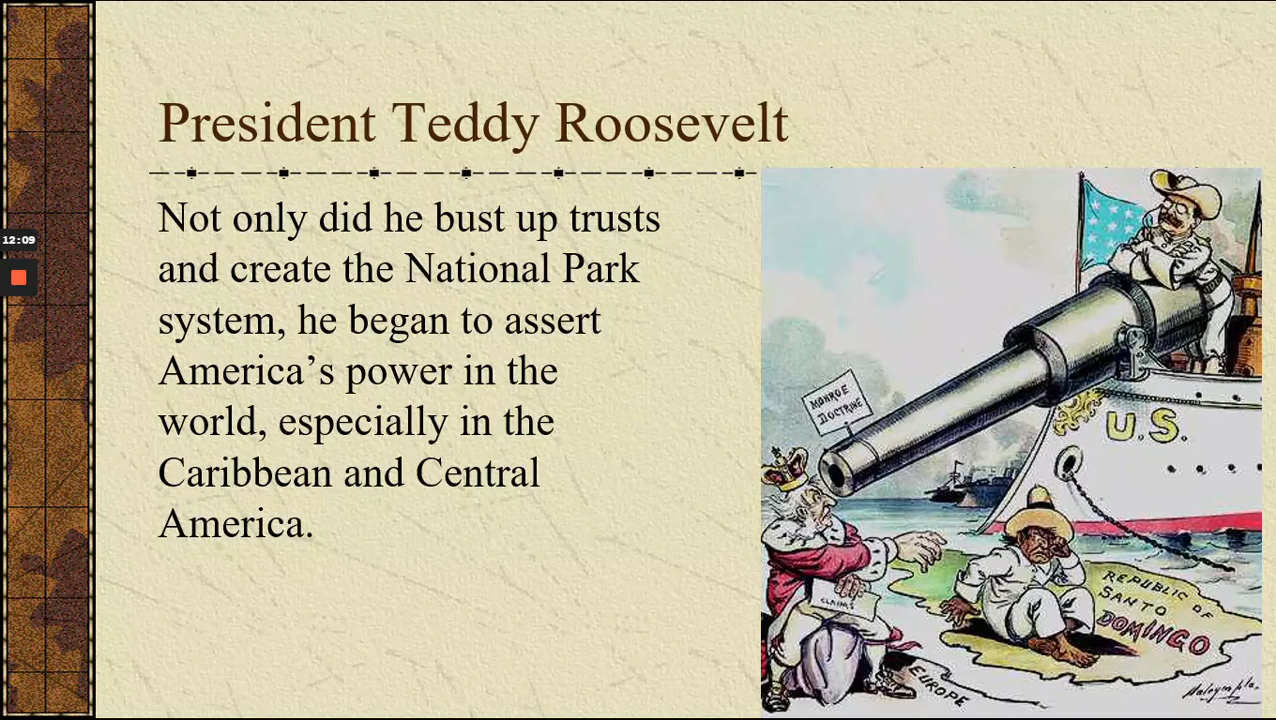 President Teddy Roosevelt
Not only did he bust up trusts
and create the National Park
system, he began to assert
America’s power in the
world, especially in the
Caribbean and Central
America.
12:09
MONROE
DOCTRINE
U.S.
CLAIMS
REPUBLIC OF
SANTO
DOMINGO
EUROPE